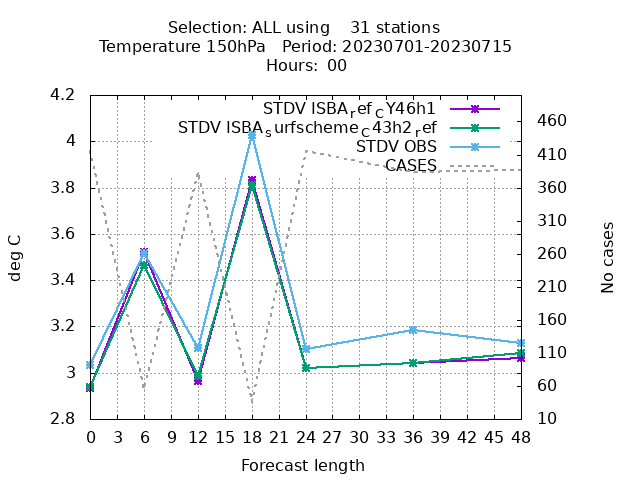 Selection: ALL using    31 stations
Temperature 150hPa   Period: 20230701-20230715
Hours:  00
STDV ISBA_ref_CY46h1
STDV ISBA_surfscheme_C43h2_ref
STDV OBS
CASES
4.2
4
3.8
3.6
3.4
3.2
3
2.8
deg C
460
410
360
310
260
210
160
110
60
10
No cases
0 3 6 9 12 15 18 21 24 27 30 33 36 39 42 45 48
Forecast length